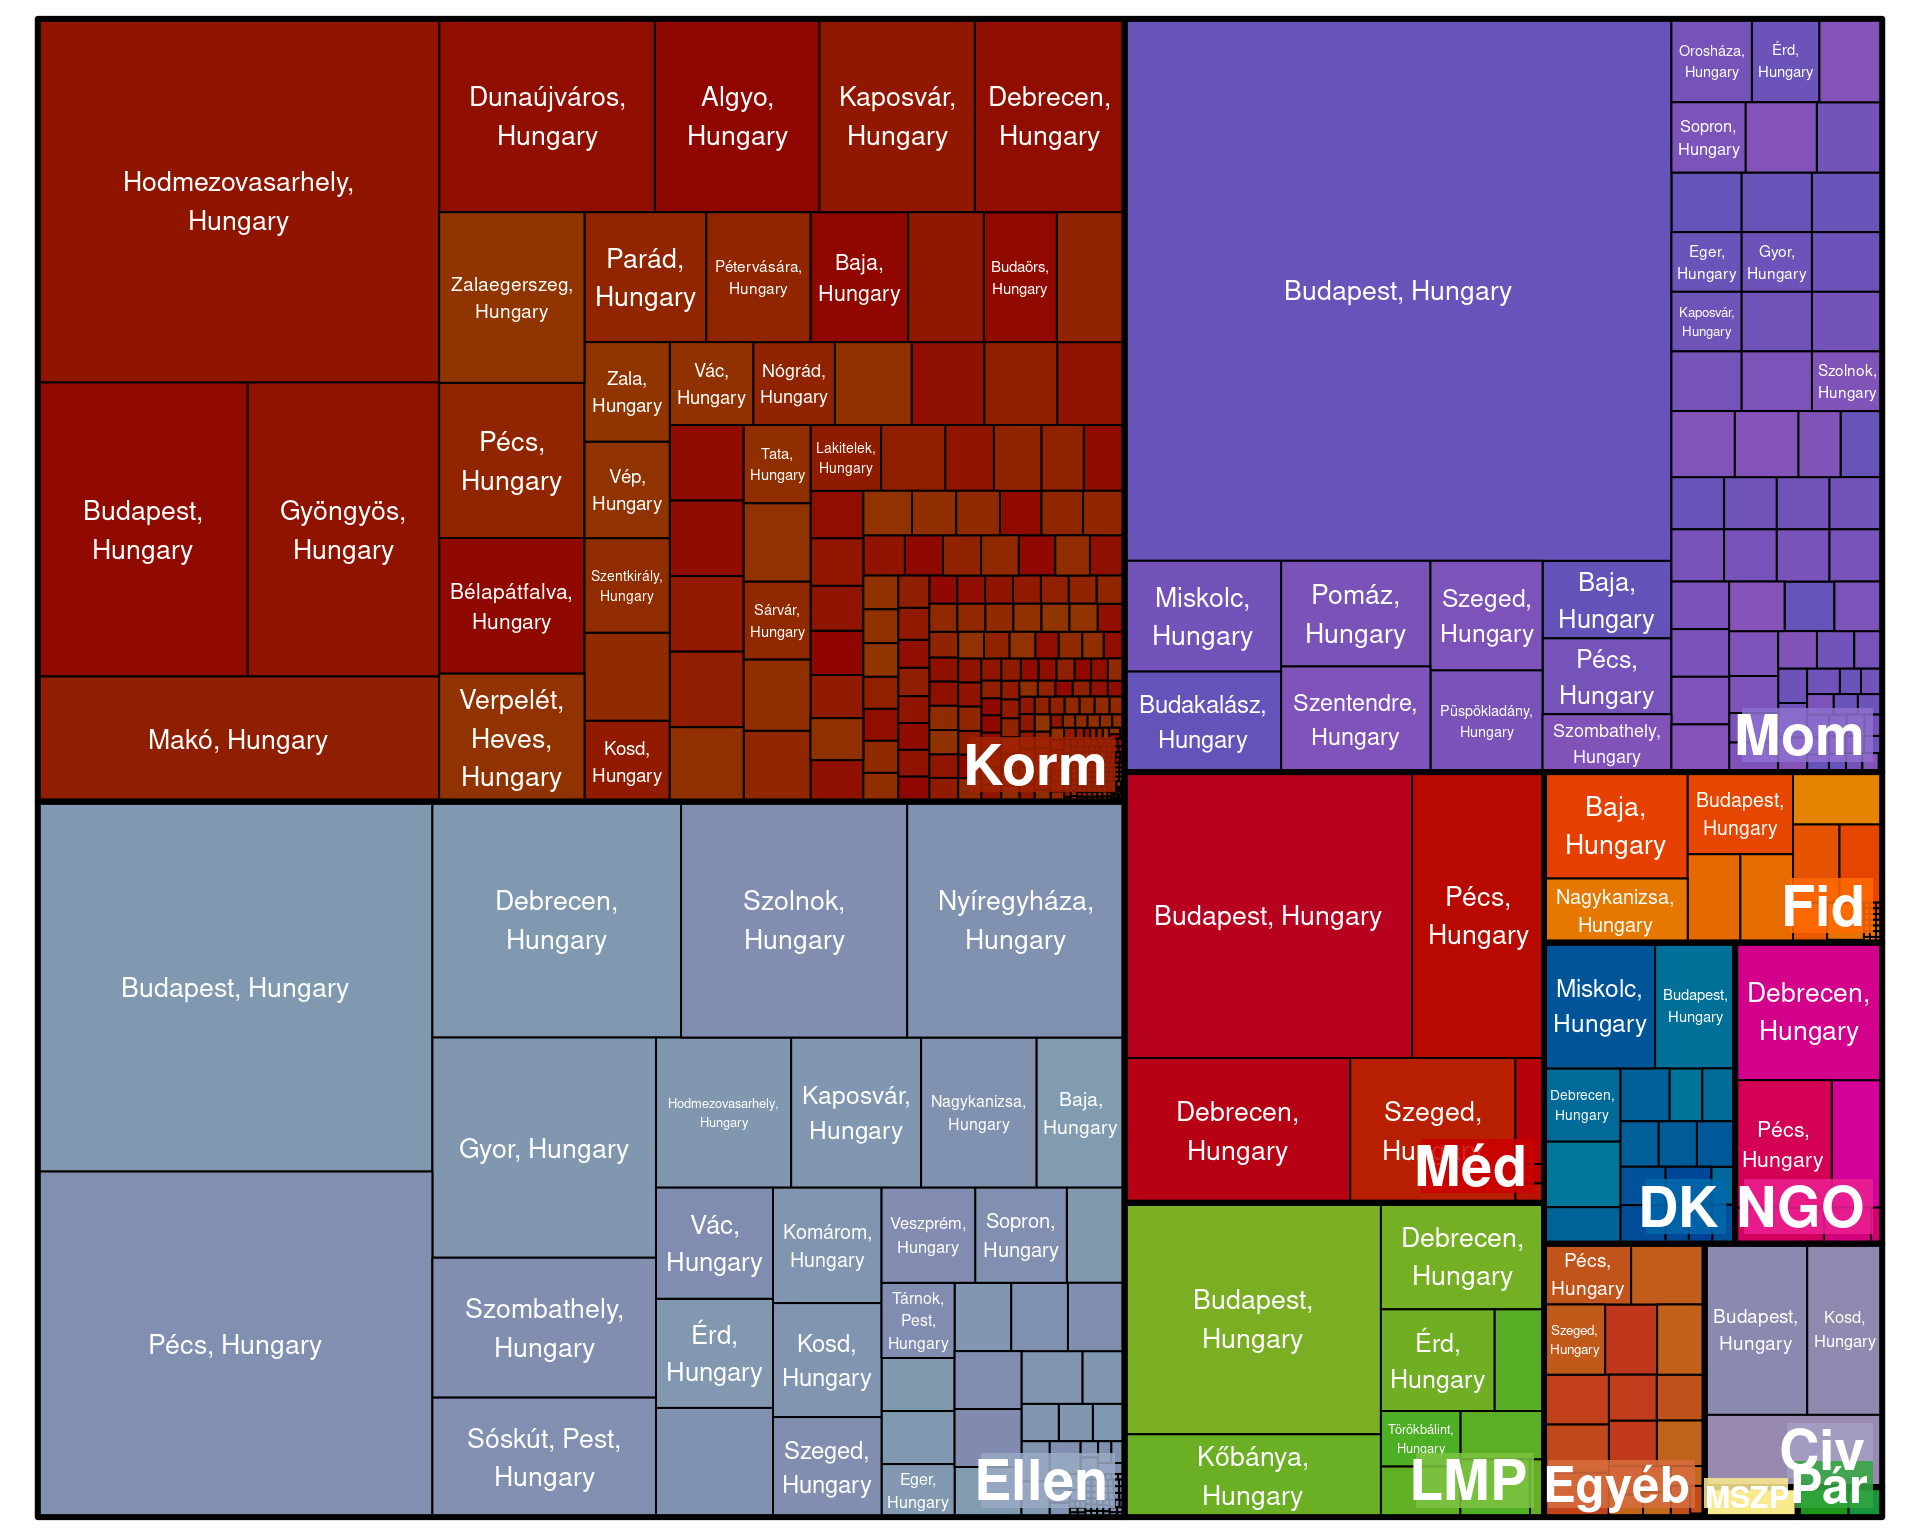 Hodmezovasarhely,
Hungary
Budapest,
Hungary
Gyöngyös,
Hungary
Makó, Hungary
Dunaújváros,
Hungary
Algyo,
Hungary
Kaposvár,
Hungary
Debrecen,
Hungary
Zalaegerszeg,
Hungary
Parád,
Hungary
Pétervására,
Hungary
Baja,
Hungary
Budaörs,
Hungary
Pécs,
Hungary
Zala,
Hungary
Vác,
Hungary
Nógrád,
Hungary
Vép,
Hungary
Tata,
Hungary
Lakitelek,
Hungary
Bélapátfalva,
Hungary
Szentkirály,
Hungary
Sárvár,
Hungary
Verpelét,
Heves,
Hungary
Kosd,
Hungary
Korm
Budapest, Hungary
Orosháza,
Hungary
Érd,
Hungary
Sopron,
Hungary
Eger,
Hungary
Gyor,
Hungary
Kaposvár,
Hungary
Szolnok,
Hungary
Miskolc,
Hungary
Pomáz,
Hungary
Szeged,
Hungary
Baja,
Hungary
Budakalász,
Hungary
Szentendre,
Hungary
Püspökladány,
Hungary
Pécs,
Hungary
Szombathely,
Hungary
Mom
Budapest, Hungary
Pécs, Hungary
Debrecen,
Hungary
Szolnok,
Hungary
Nyíregyháza,
Hungary
Gyor, Hungary
Hodmezovasarhely,
Hungary
Kaposvár,
Hungary
Nagykanizsa,
Hungary
Baja,
Hungary
Szombathely,
Hungary
Sóskút, Pest,
Hungary
Vác,
Hungary
Komárom,
Hungary
Veszprém,
Hungary
Sopron,
Hungary
Érd,
Hungary
Kosd,
Hungary
Tárnok,
Pest,
Hungary
Szeged,
Hungary
Eger,
Hungary
Ellen
Budapest, Hungary
Pécs,
Hungary
Debrecen,
Hungary
Szeged,
Méd
Budapest,
Hungary
Kőbánya,
Hungary
Debrecen,
Hungary
Érd,
Hungary
Törökbálint,
Hungary
LMP
Baja,
Hungary
Budapest,
Hungary
Nagykanizsa,
Hungary
Fid
Miskolc,
Hungary
Budapest,
Hungary
Debrecen,
Hungary
DK
Debrecen,
Hungary
Pécs,
Hungary
NGO
Pécs,
Hungary
Szeged,
Hungary
Egyéb
Budapest,
Hungary
Kosd,
Hungary
Civ
MSZP
Pár